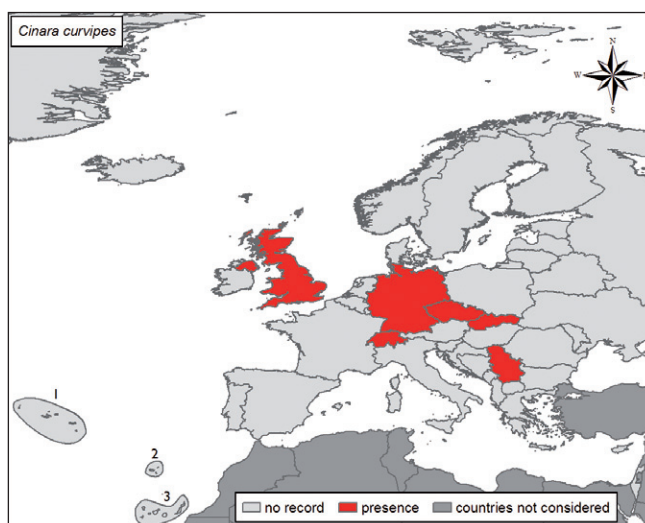 Cinara curvipes
N
W
E
S
1
2
3
no record
presence
countries not considered